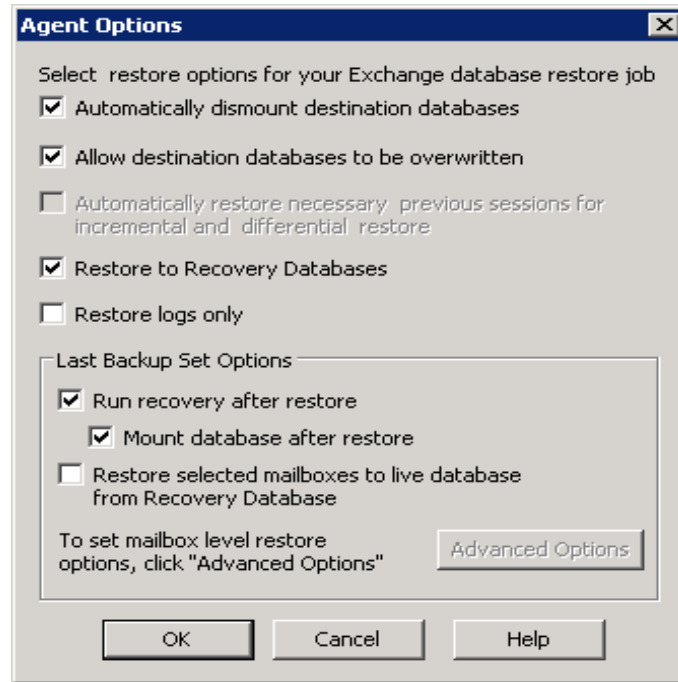 Agent Options
Select restore options for your Exchange database restore job
Automatically dismount destination databases
Allow destination databases to be overwritten
Automatically restore necessary previous sessions for
incremental and differential restore
Restore to Recovery Databases
Restore logs only
Last Backup Set Options
Run recovery after restore
Mount database after restore
Restore selected mailboxes to live database
from Recovery Database
To set mailbox level restore
options, click "Advanced Options"
Advanced Options
OK
Cancel
Help